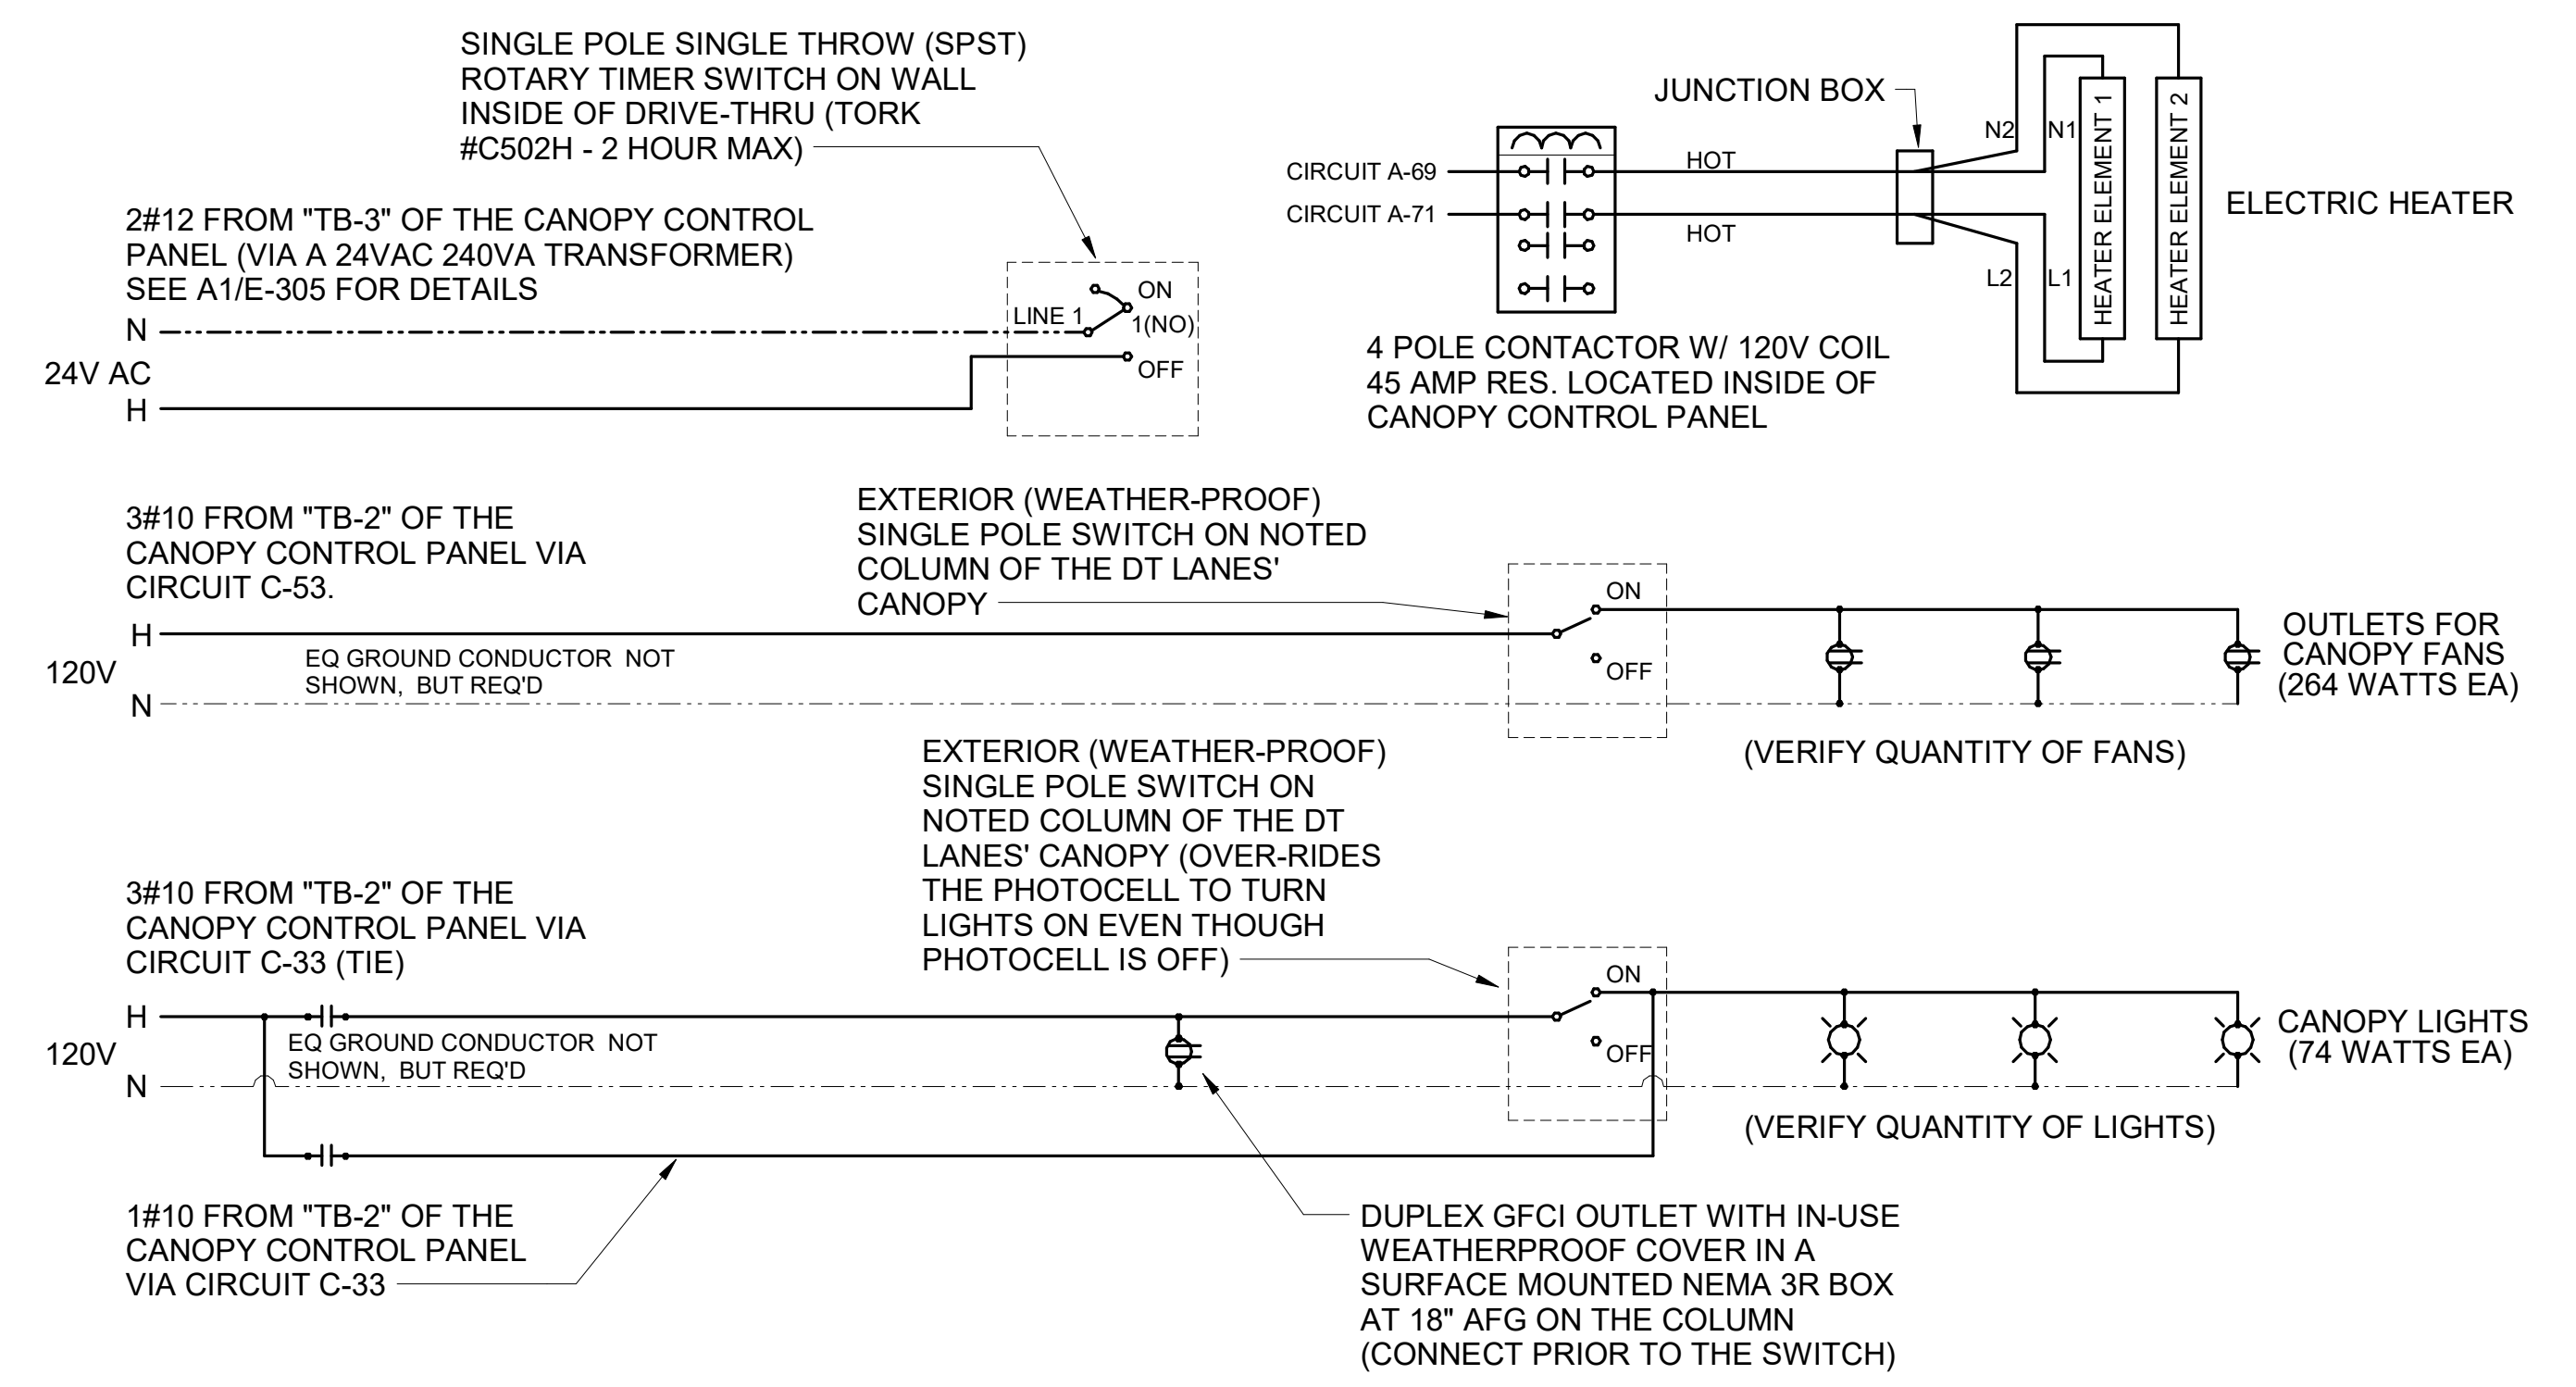 SINGLE POLE SINGLE THROW (SPST)
ROTARY TIMER SWITCH ON WALL
INSIDE OF DRIVE-THRU (TORK
#C502H - 2 HOUR MAX)
2#12 FROM "TB-3" OF THE CANOPY CONTROL
PANEL (VIA A 24VAC 240VA TRANSFORMER)
SEE A1/E-305 FOR DETAILS
N
24V AC
H
LINE 1
ON
1(NO)
OFF
JUNCTION BOX
CIRCUIT A-69
CIRCUIT A-71
HOT
HOT
N2
N1
L2
L1
HEATER ELEMENT 1
HEATER ELEMENT 2
ELECTRIC HEATER
4 POLE CONTACTOR W/ 120V COIL
45 AMP RES. LOCATED INSIDE OF
CANOPY CONTROL PANEL
3#10 FROM "TB-2" OF THE
CANOPY CONTROL PANEL VIA
CIRCUIT C-53.
H
120V
N
EQ GROUND CONDUCTOR  NOT
SHOWN,  BUT REQ'D
EXTERIOR (WEATHER-PROOF)
SINGLE POLE SWITCH ON NOTED
COLUMN OF THE DT LANES'
CANOPY
ON
OFF
OUTLETS FOR
CANOPY FANS
(264 WATTS EA)
(VERIFY QUANTITY OF FANS)
EXTERIOR (WEATHER-PROOF)
SINGLE POLE SWITCH ON
NOTED COLUMN OF THE DT
LANES' CANOPY (OVER-RIDES
THE PHOTOCELL TO TURN
LIGHTS ON EVEN THOUGH
PHOTOCELL IS OFF)
3#10 FROM "TB-2" OF THE
CANOPY CONTROL PANEL VIA
CIRCUIT C-33 (TIE)
H
120V
N
EQ GROUND CONDUCTOR  NOT
SHOWN,  BUT REQ'D
ON
OFF
CANOPY LIGHTS
(74 WATTS EA)
(VERIFY QUANTITY OF LIGHTS)
1#10 FROM "TB-2" OF THE
CANOPY CONTROL PANEL
VIA CIRCUIT C-33
DUPLEX GFCI OUTLET WITH IN-USE
WEATHERPROOF COVER IN A
SURFACE MOUNTED NEMA 3R BOX
AT 18" AFG ON THE COLUMN
(CONNECT PRIOR TO THE SWITCH)